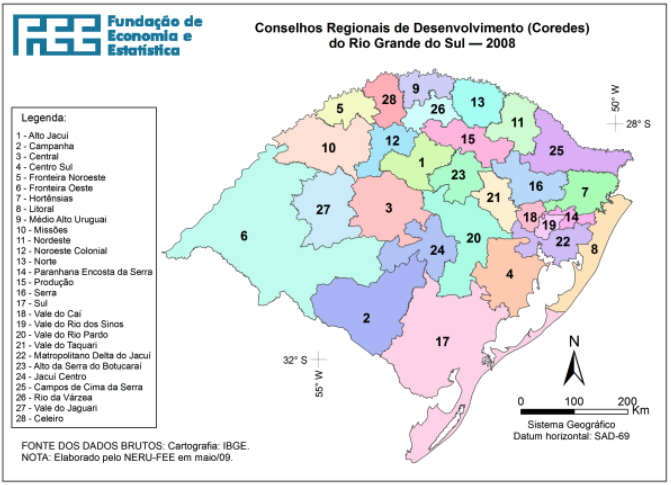 FEE
Fundação de
Economia e
Estatística
Conselhos Regionais de Desenvolvimento (Coredes)
do Rio Grande do Sul — 2008
50° W
28° S
Legenda:
1 - Alto Jacuí
2 - Campanha
3 - Central
4 - Centro Sul
5 - Fronteira Noroeste
6 - Fronteira Oeste
7 - Hortênsias
8 - Litoral
9 - Médio Alto Uruguai
10 - Missões
11 - Nordeste
12 - Noroeste Colonial
13 - Norte
14 - Paranhana Encosta da Serra
15 - Produção
16 - Serra
17 - Sul
18 - Vale do Caí
19 - Vale do Rio dos Sinos
20 - Vale do Rio Pardo
21 - Vale do Taquari
22 - Matropolitano Delta do Jacuí
23 - Alto da Serra do Botucaraí
24 - Jacuí Centro
25 - Campos de Cima da Serra
26 - Rio da Várzea
27 - Vale do Jaguari
28 - Celeiro
9
28
13
26
5
11
12
15
10
25
1
23
16
7
21
27
3
18
14
19
6
20
22
24
8
4
2
17
32° S
55° W
N
0 100 200
Km
Sistema Geográfico
Datum horizontal: SAD-69
FONTE DOS DADOS BRUTOS: Cartografia: IBGE.
NOTA: Elaborado pelo NERU-FEE em maio/09.